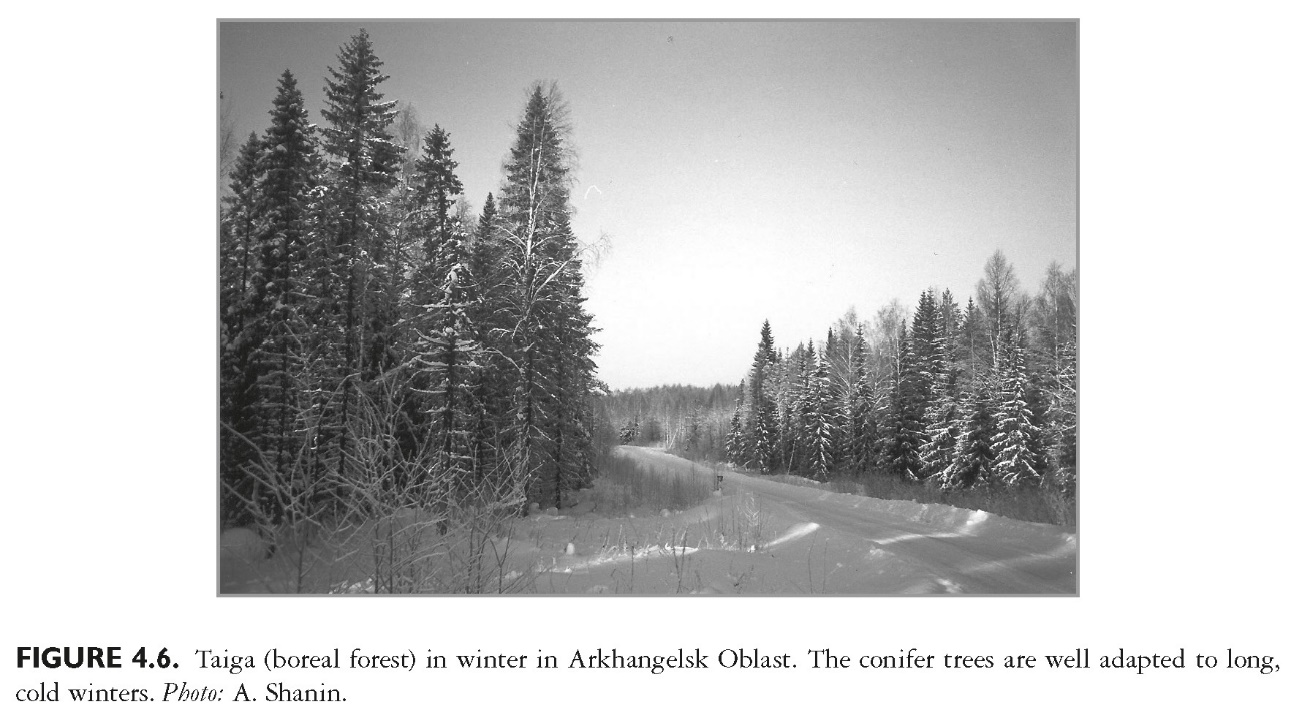 FIGURE 4.6. Taiga (boreal forest) in winter in Arkhangelsk Oblast. The conifer trees are well adapted to long,
cold winters. Photo: A. Shanin.